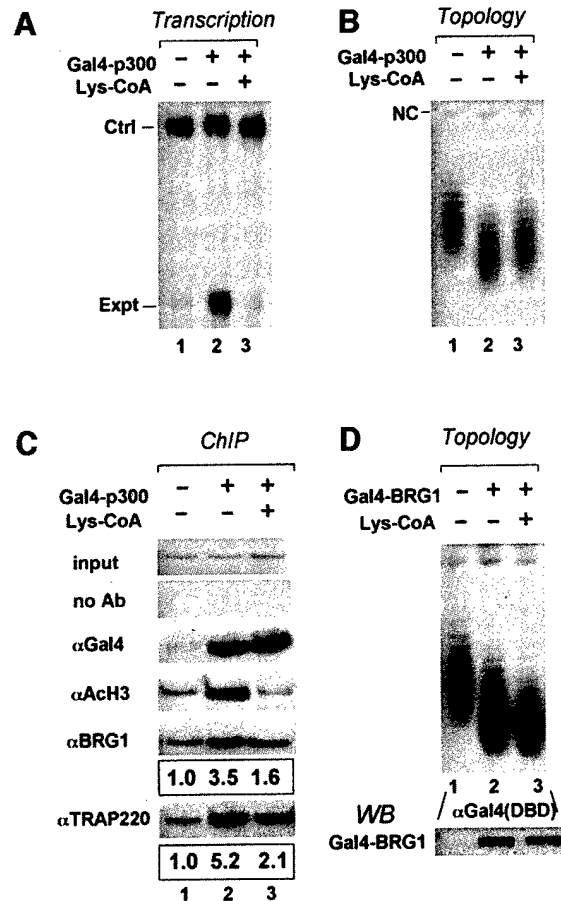 A
Transcription
Gal4-p300 – + +
Lys-CoA – – +
Ctrl –
Expt –
1 2 3
B
Topology
Gal4-p300 – + +
Lys-CoA – – +
NC –
1 2 3
C
ChIP
Gal4-p300 – + +
Lys-CoA – – +
input
no Ab
αGal4
αAcH3
αBRG1
1.0 3.5 1.6
αTRAP220
1.0 5.2 2.1
1 2 3
D
Topology
Gal4-BRG1 – + +
Lys-CoA – – +
1 2 3
WB αGal4(DBD)
Gal4-BRG1